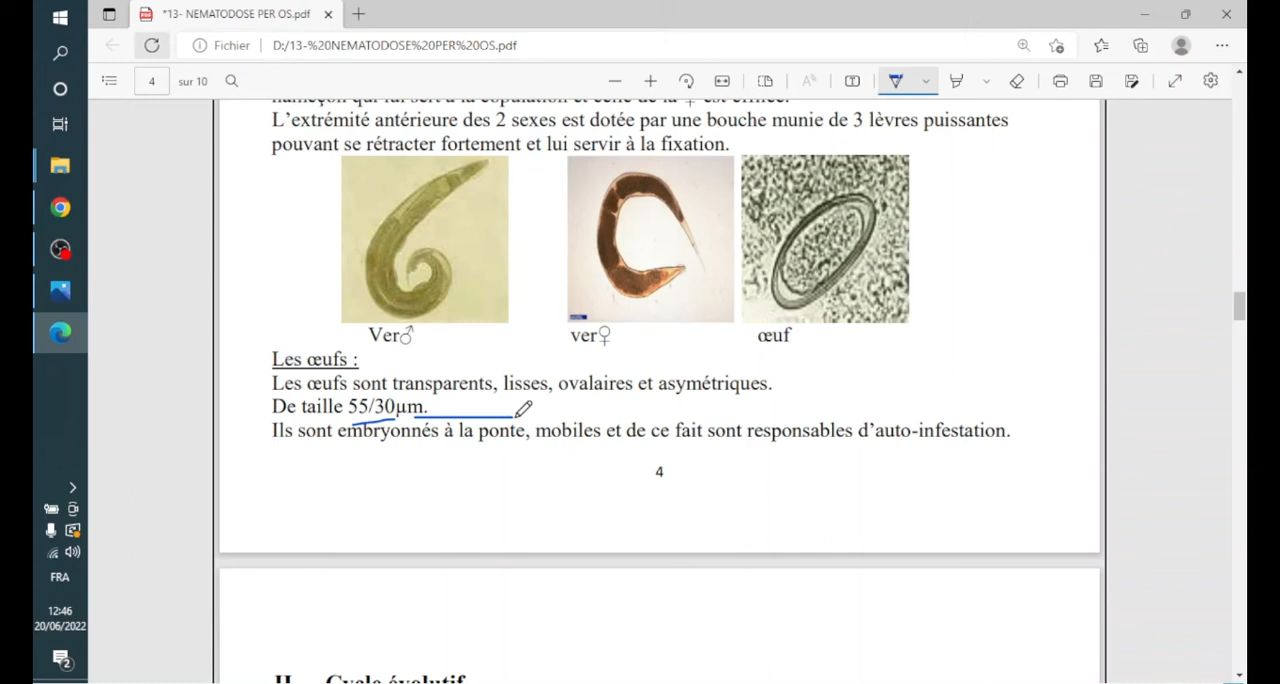 *13- NEMATODOSE PER OS.pdf
Fichier D:/13-%20NEMATODOSE%20PER%20OS.pdf
4 sur 10
L'extrémité antérieure des 2 sexes est dotée par une bouche munie de 3 lèvres puissantes
pouvant se rétracter fortement et lui servir à la fixation.
Ver♂ ver♀ œuf
Les œufs :
Les œufs sont transparents, lisses, ovalaires et asymétriques.
De taille 55/30µm.
Ils sont embryonnés à la ponte, mobiles et de ce fait sont responsables d'auto-infestation.
4
II. Cycle évolutif
FRA
12:46
20/06/2022
2